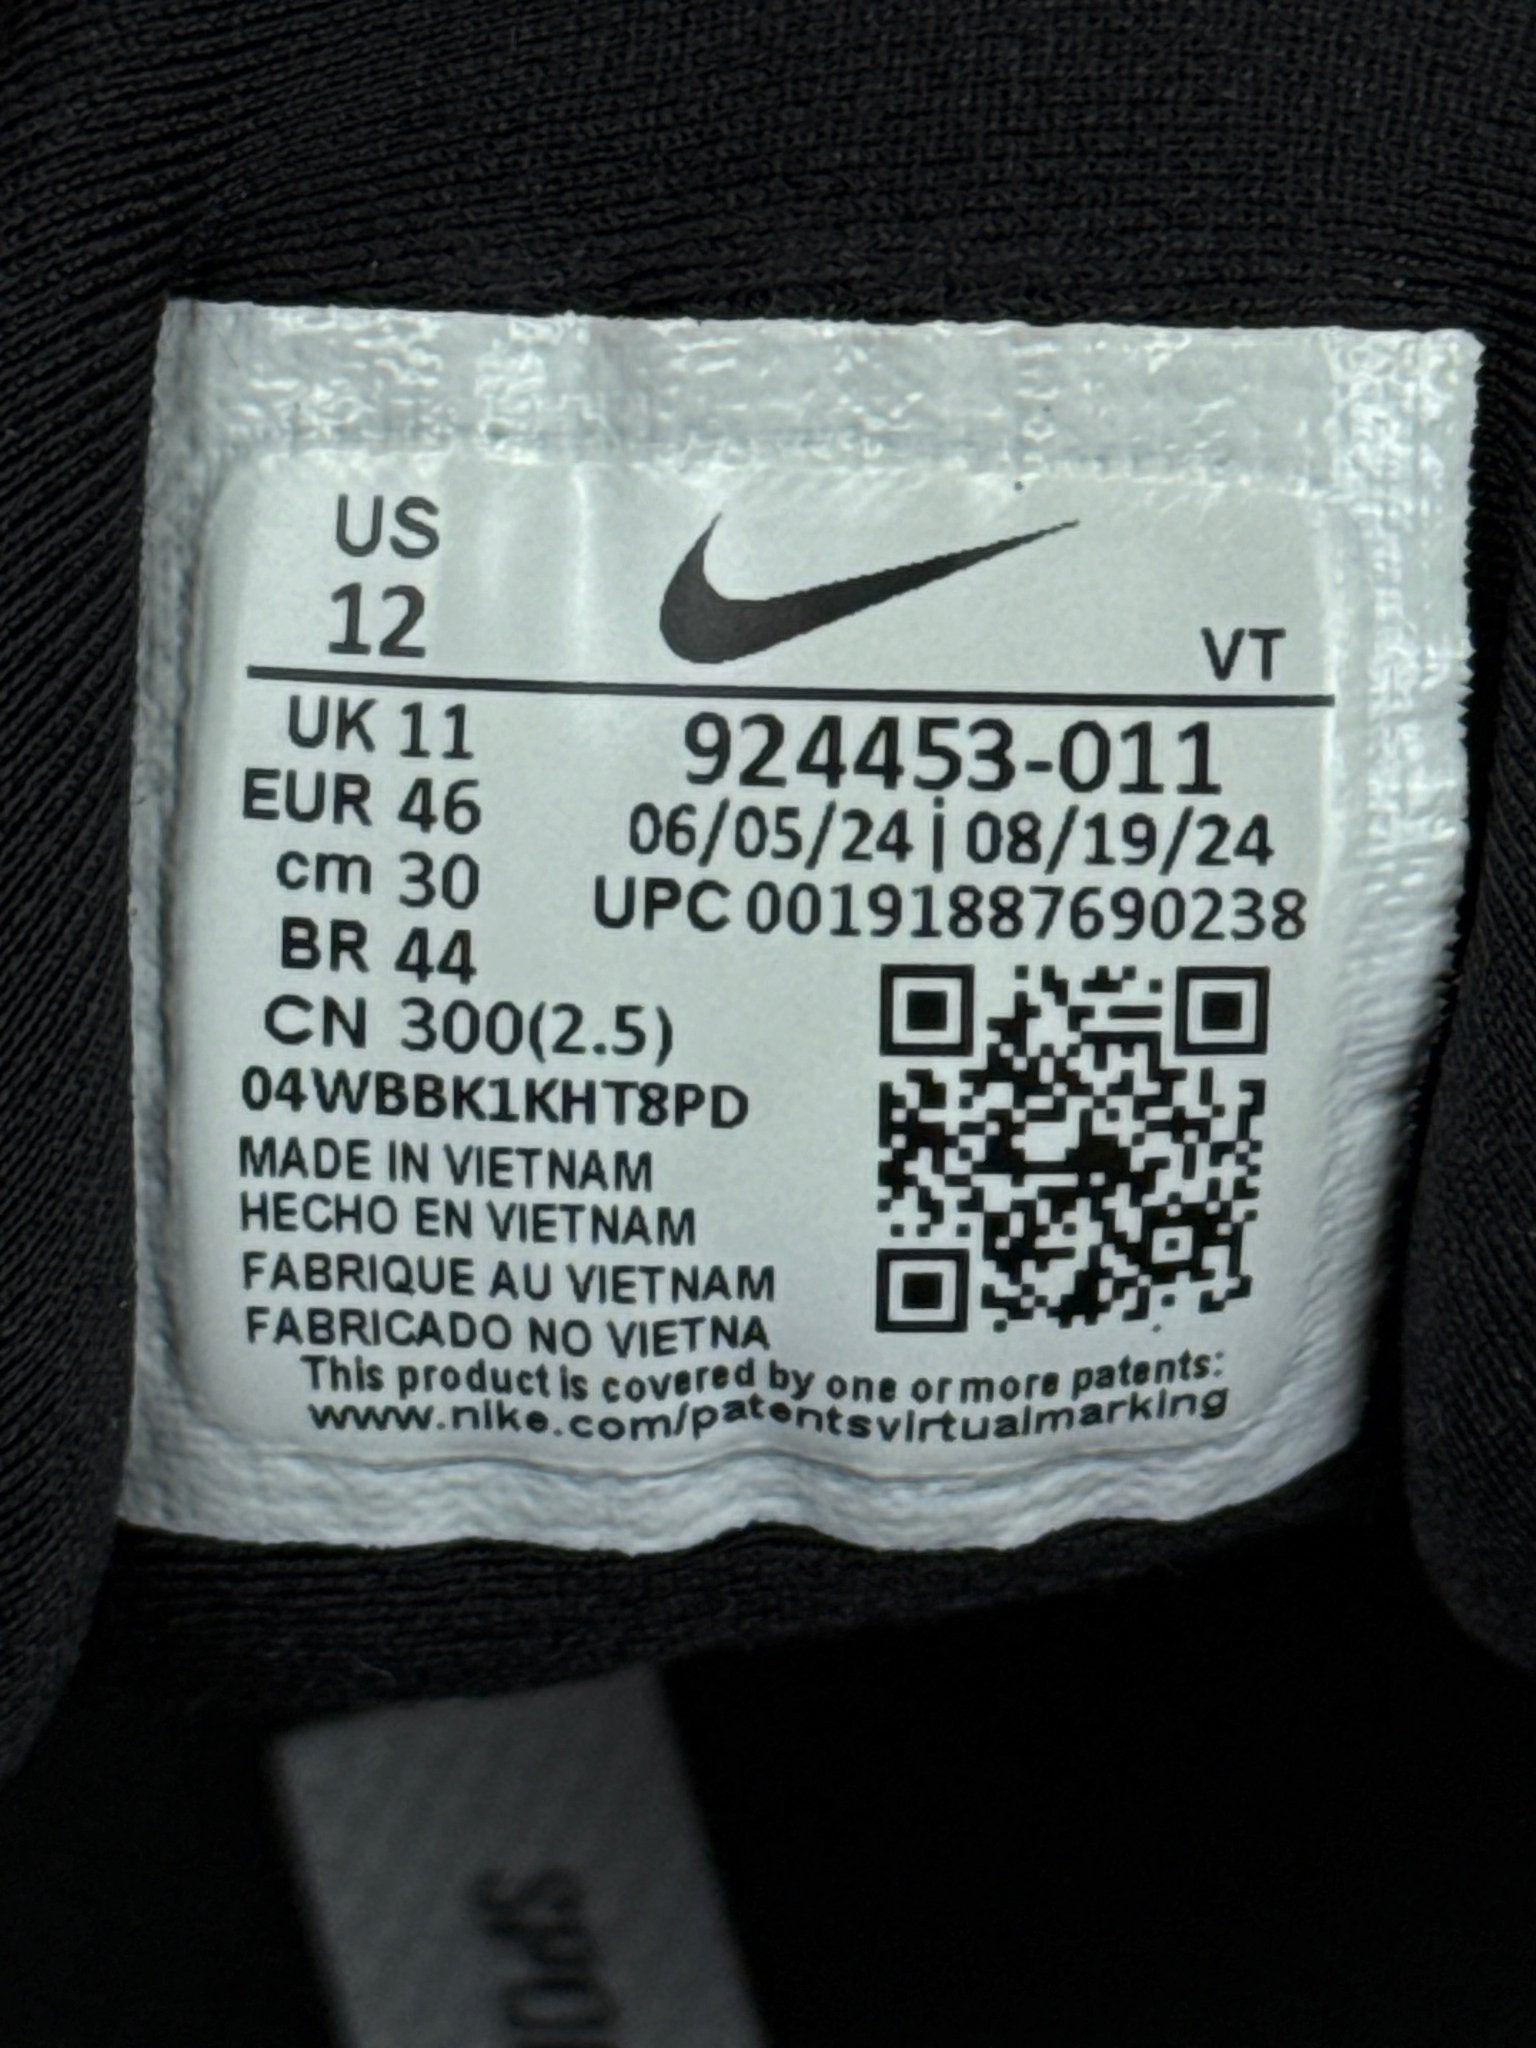 US
12
VT
UK 11
EUR 46
cm 30
BR 44
CN 300(2.5)
924453-011
06/05/24 | 08/19/24
UPC 00191887690238
04WBBK1KHT8PD
MADE IN VIETNAM
HECHO EN VIETNAM
FABRIQUE AU VIETNAM
FABRICADO NO VIETNA
This product is covered by one or more patents:
www.nike.com/patentsvirtualmarking